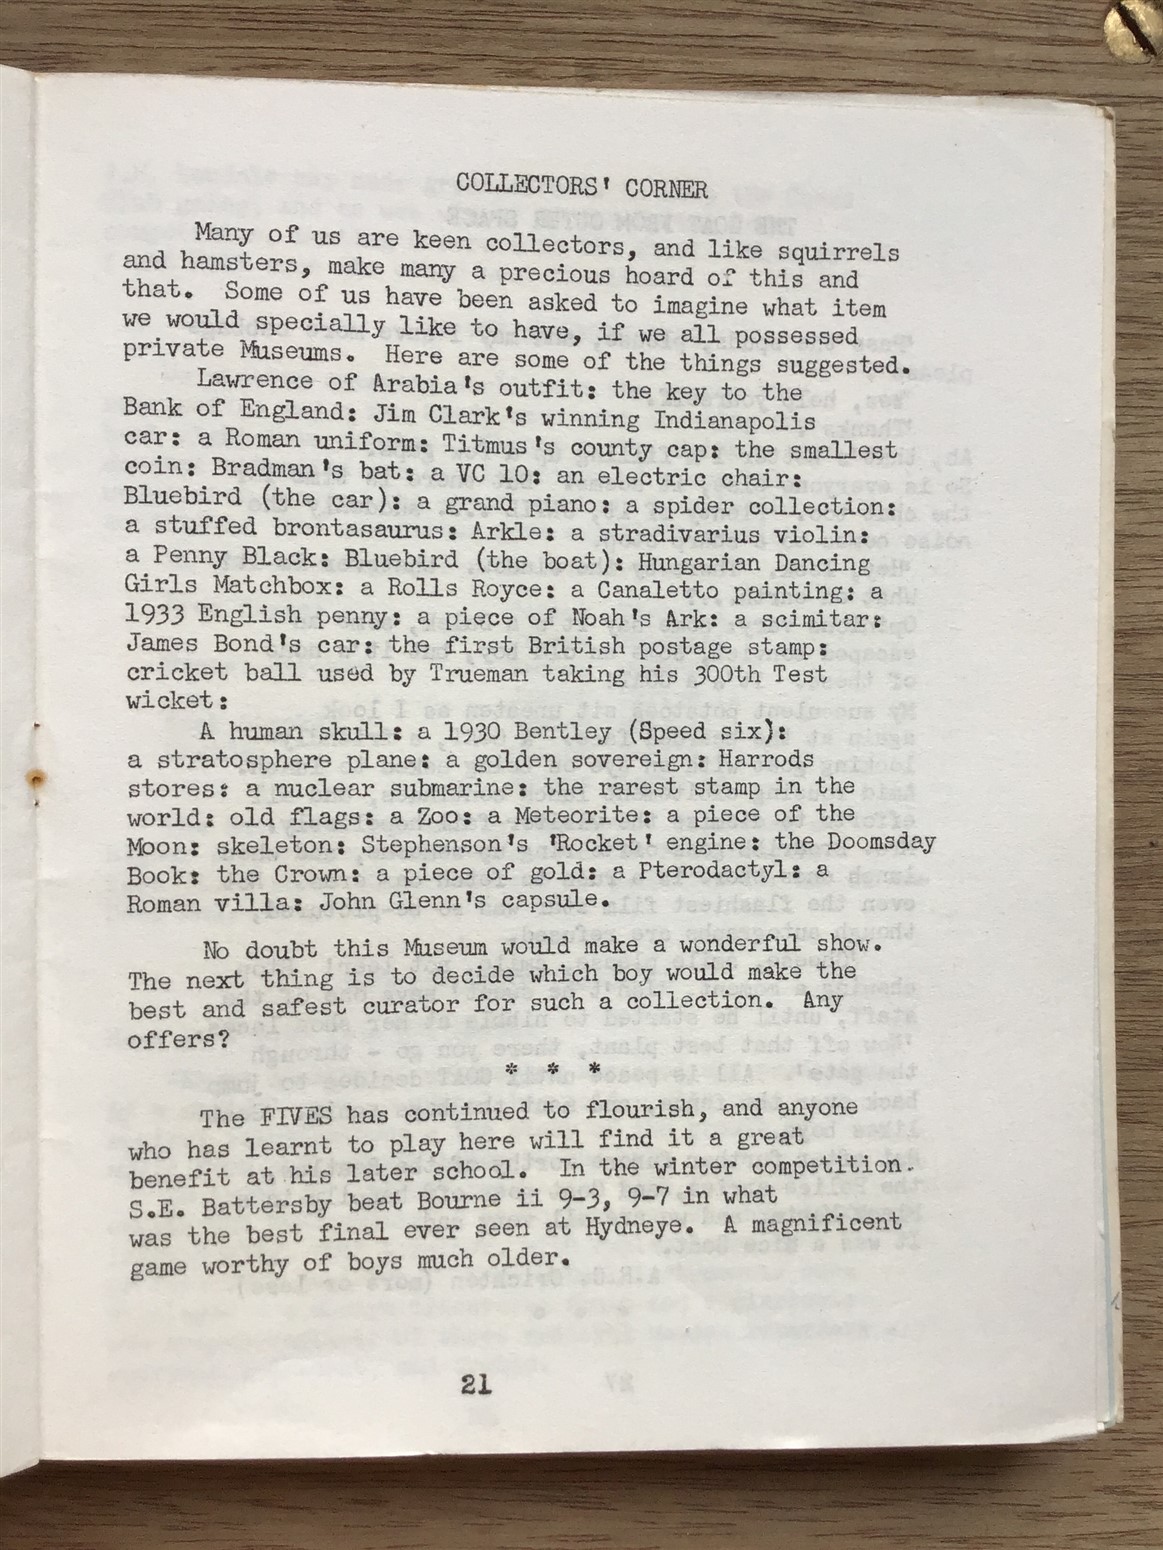 COLLECTORS' CORNER
Many of us are keen collectors, and like squirrels
and hamsters, make many a precious hoard of this and
that. Some of us have been asked to imagine what item
we would specially like to have, if we all possessed
private Museums. Here are some of the things suggested.
Lawrence of Arabia's outfit: the key to the
Bank of England: Jim Clark's winning Indianapolis
car: a Roman uniform: Titmus's county cap: the smallest
coin: Bradman's bat: a VC 10: an electric chair:
Bluebird (the car): a grand piano: a spider collection:
a stuffed brontasaurus: Arkle: a stradivarius violin:
a Penny Black: Bluebird (the boat): Hungarian Dancing
Girls Matchbox: a Rolls Royce: a Canaletto painting: a
1933 English penny: a piece of Noah's Ark: a scimitar:
James Bond's car: the first British postage stamp:
cricket ball used by Trueman taking his 300th Test
wicket:
A human skull: a 1930 Bentley (Speed six):
a stratosphere plane: a golden sovereign: Harrods
stores: a nuclear submarine: the rarest stamp in the
world: old flags: a Zoo: a Meteorite: a piece of the
Moon: skeleton: Stephenson's 'Rocket' engine: the Doomsday
Book: the Crown: a piece of gold: a Pterodactyl: a
Roman villa: John Glenn's capsule.
No doubt this Museum would make a wonderful show.
The next thing is to decide which boy would make the
best and safest curator for such a collection. Any
offers?
* * *
The FIVES has continued to flourish, and anyone
who has learnt to play here will find it a great
benefit at his later school. In the winter competition.
S.E. Battersby beat Bourne ii 9-3, 9-7 in what
was the best final ever seen at Hydneye. A magnificent
game worthy of boys much older.
21